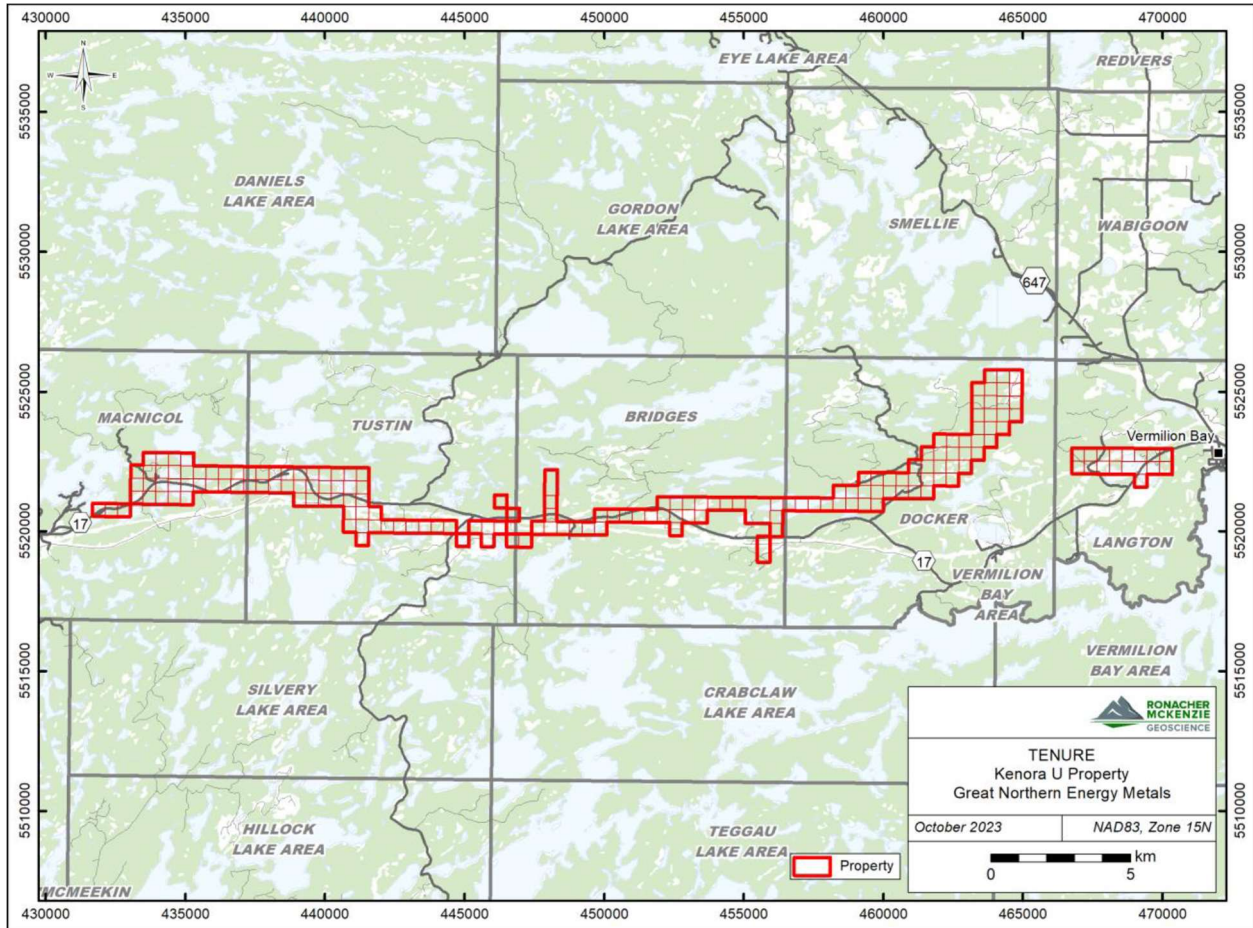 430000 435000 440000 445000 450000 455000 460000 465000 470000
N
W E
S
EYE LAKE AREA
REDVERS
5535000 5535000
DANIELS
LAKE AREA
GORDON
LAKE AREA
SMELLIE
WABIGOON
5530000 5530000
647
5525000 5525000
MACNICOL
TUSTIN
BRIDGES
Vermilion Bay
17
5520000 5520000
DOCKER
LANGTON
17
VERMILION
BAY
AREA
VERMILION
BAY AREA
5515000 5515000
SILVERY
LAKE AREA
CRABCLAW
LAKE AREA
RONACHER
MCKENZIE
GEOSCIENCE
TENURE
Kenora U Property
Great Northern Energy Metals
October 2023 NAD83, Zone 15N
km
0 5
5510000 5510000
HILLOCK
LAKE AREA
TEGGAU
LAKE AREA
Property
MCMEEKIN
430000 435000 440000 445000 450000 455000 460000 465000 470000